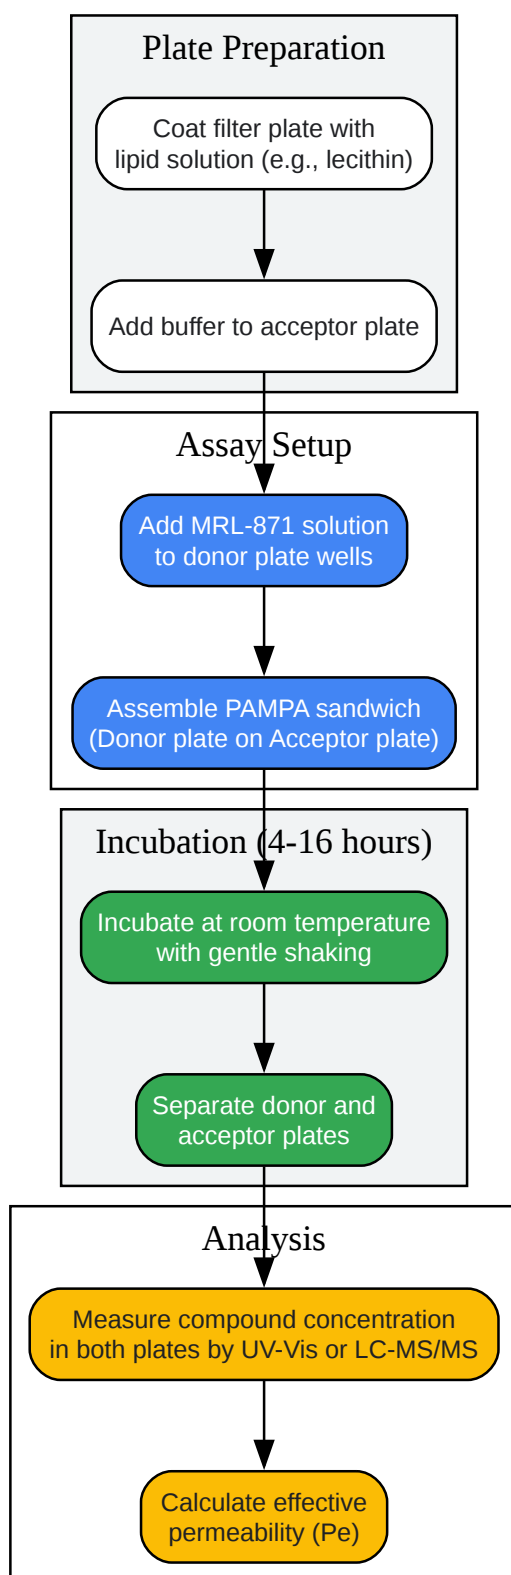 Plate Preparation
Coat filter plate with
lipid solution (e.g., lecithin)
Add buffer to acceptor plate
Assay Setup
Add MRL-871 solution
to donor plate wells
Assemble PAMPA sandwich
(Donor plate on Acceptor plate)
Incubation (4-16 hours)
Incubate at room temperature
with gentle shaking
Separate donor and
acceptor plates
Analysis
Measure compound concentration
in both plates by UV-Vis or LC-MS/MS
Calculate effective
permeability (Pe)